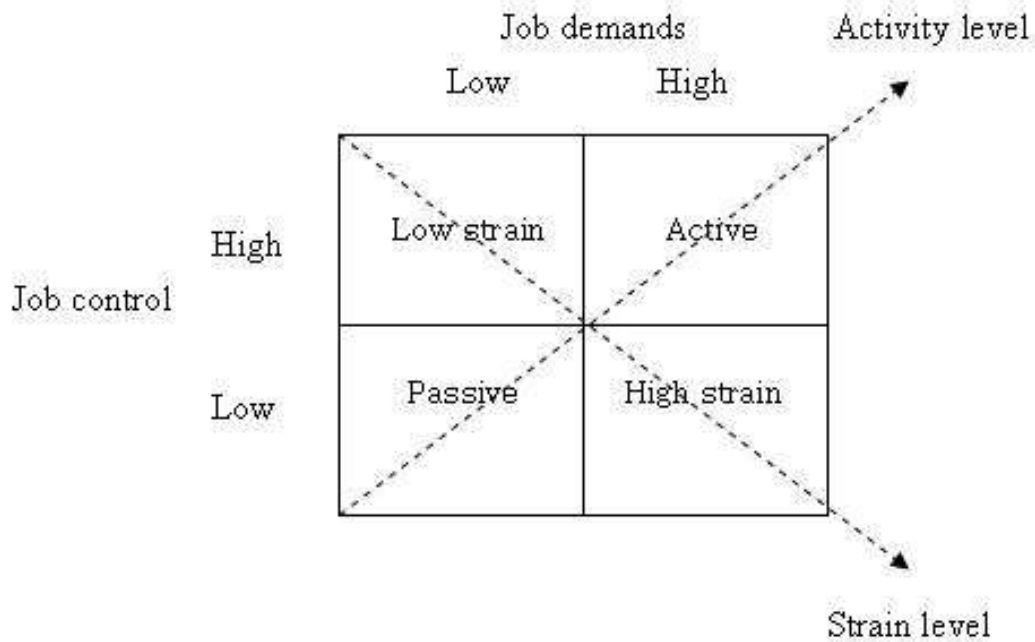 Job demands
Activity level
Low
High
Low strain
Active
High
Job control
Passive
High strain
Low
Strain level